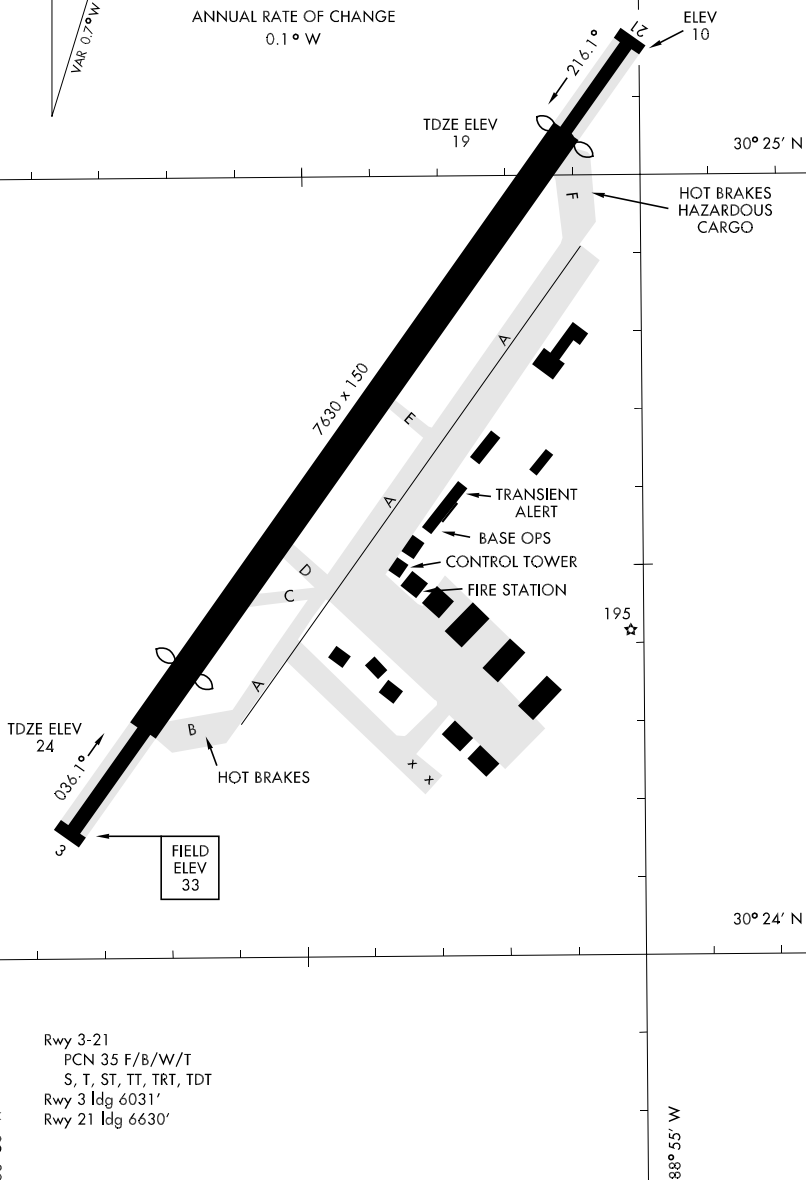 ANNUAL RATE OF CHANGE
0.1° W
VAR 0.7° W
21
ELEV
10
216.1°
TDZE ELEV
19
30° 25' N
F
HOT BRAKES
HAZARDOUS
CARGO
A
7630 x 150
E
A
TRANSIENT
ALERT
BASE OPS
CONTROL TOWER
FIRE STATION
D
C
195
A
B
TDZE ELEV
24
036.1°
HOT BRAKES
x
x
3
FIELD
ELEV
33
30° 24' N
Rwy 3-21
PCN 35 F/B/W/T
S, T, ST, TT, TRT, TDT
Rwy 3 ldg 6031'
Rwy 21 ldg 6630'
88° 55' W